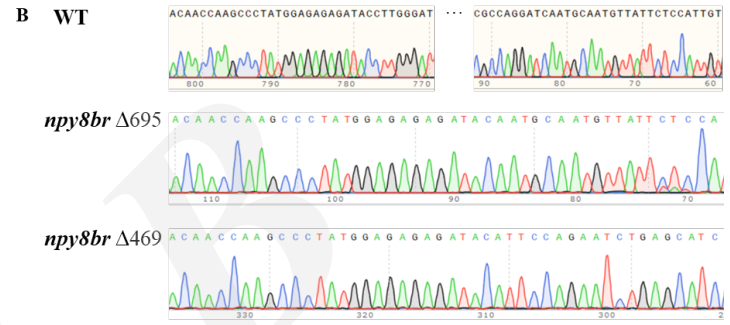 B WT ACAACCAAGCCCTATGGAGAGAGATACCTTGGGAT ... CGCCAGGATCAATGCAATGTTATTCTCCATTGT
800 790 780 770 90 80 70 60
npy8br Δ695 ACAACCAAGCCCTATGGAGAGAGATACAATGCAATGTTATTCTCCA
110 100 90 80 70
npy8br Δ469 ACAACCAAGCCCTATGGAGAGAGATACATTCCAGAATCTGAGCATC
330 320 310 300 2